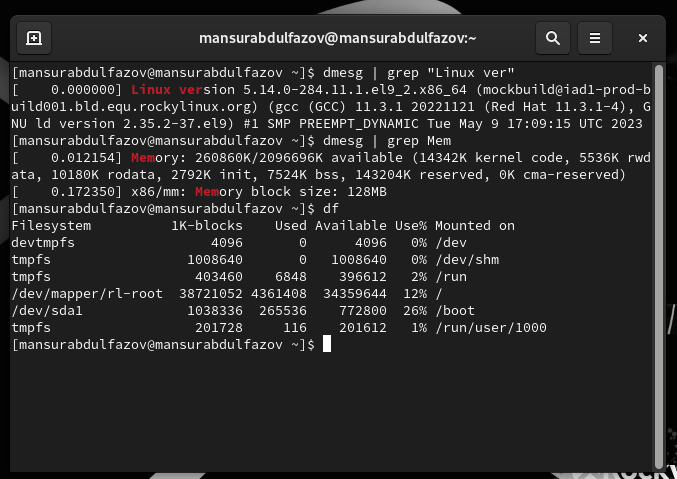 mansurabdulfazov@mansurabdulfazov:~
[mansurabdulfazov@mansurabdulfazov ~]$ dmesg | grep "Linux ver"
[    0.000000] Linux version 5.14.0-284.11.1.el9_2.x86_64 (mockbuild@iad1-prod-b
uild001.bld.equ.rockylinux.org) (gcc (GCC) 11.3.1 20221121 (Red Hat 11.3.1-4), G
NU ld version 2.35.2-37.el9) #1 SMP PREEMPT_DYNAMIC Tue May 9 17:09:15 UTC 2023
[mansurabdulfazov@mansurabdulfazov ~]$ dmesg | grep Mem
[    0.012154] Memory: 260860K/2096696K available (14342K kernel code, 5536K rwd
ata, 10180K rodata, 2792K init, 7524K bss, 143204K reserved, 0K cma-reserved)
[    0.172350] x86/mm: Memory block size: 128MB
[mansurabdulfazov@mansurabdulfazov ~]$ df
Filesystem          1K-blocks    Used Available Use% Mounted on
devtmpfs                 4096       0      4096   0% /dev
tmpfs                 1008640       0   1008640   0% /dev/shm
tmpfs                  403460    6848    396612   2% /run
/dev/mapper/rl-root  38721052 4361408  34359644  12% /
/dev/sda1             1038336  265536    772800  26% /boot
tmpfs                  201728     116    201612   1% /run/user/1000
[mansurabdulfazov@mansurabdulfazov ~]$